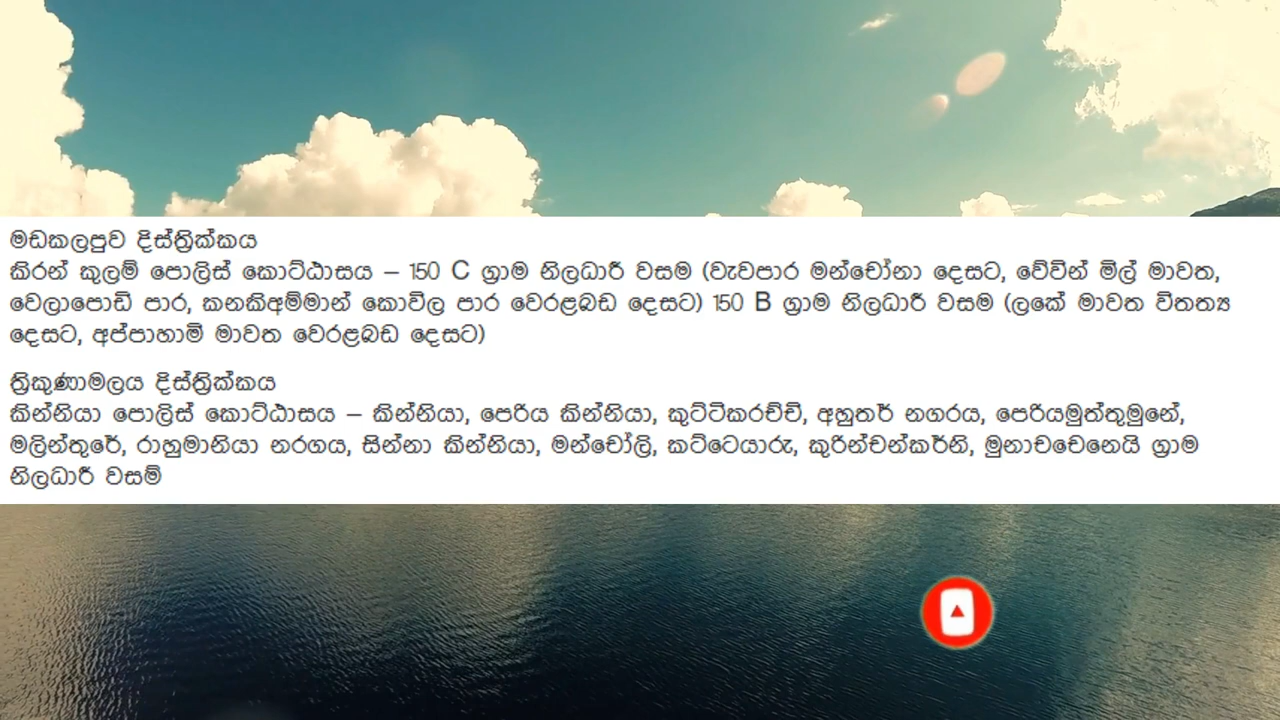 මඩකලපුව දිස්ත්‍රික්කය
කිරන් කුලම් පොලිස් කොට්ඨාසය – 150 C ග්‍රාම නිලධාරී වසම (වැවපාර මන්චෝනා දෙසට, වේවින් මිල් මාවත,
වෙලාපොඩි පාර, කනකිඅම්මාන් කොවිල පාර වෙරළබඩ දෙසට) 150 B ග්‍රාම නිලධාරී වසම (ලකේ මාවත විතත්‍ය
දෙසට, අප්පාහාමි මාවත වෙරළබඩ දෙසට)
ත්‍රිකුණාමලය දිස්ත්‍රික්කය
කින්නියා පොලිස් කොට්ඨාසය – කින්නියා, පෙරිය කින්නියා, කුට්ටිකරච්චි, අහුතර් නගරය, පෙරියමුත්තුමුනේ,
මලින්තුරේ, රාහුමානියා නරගය, සින්නා කින්නියා, මන්චෝලි, කට්ටෙයාරු, කුරින්චන්කර්නි, මුනාචචෙනෙයි ග්‍රාම
නිලධාරී වසම්